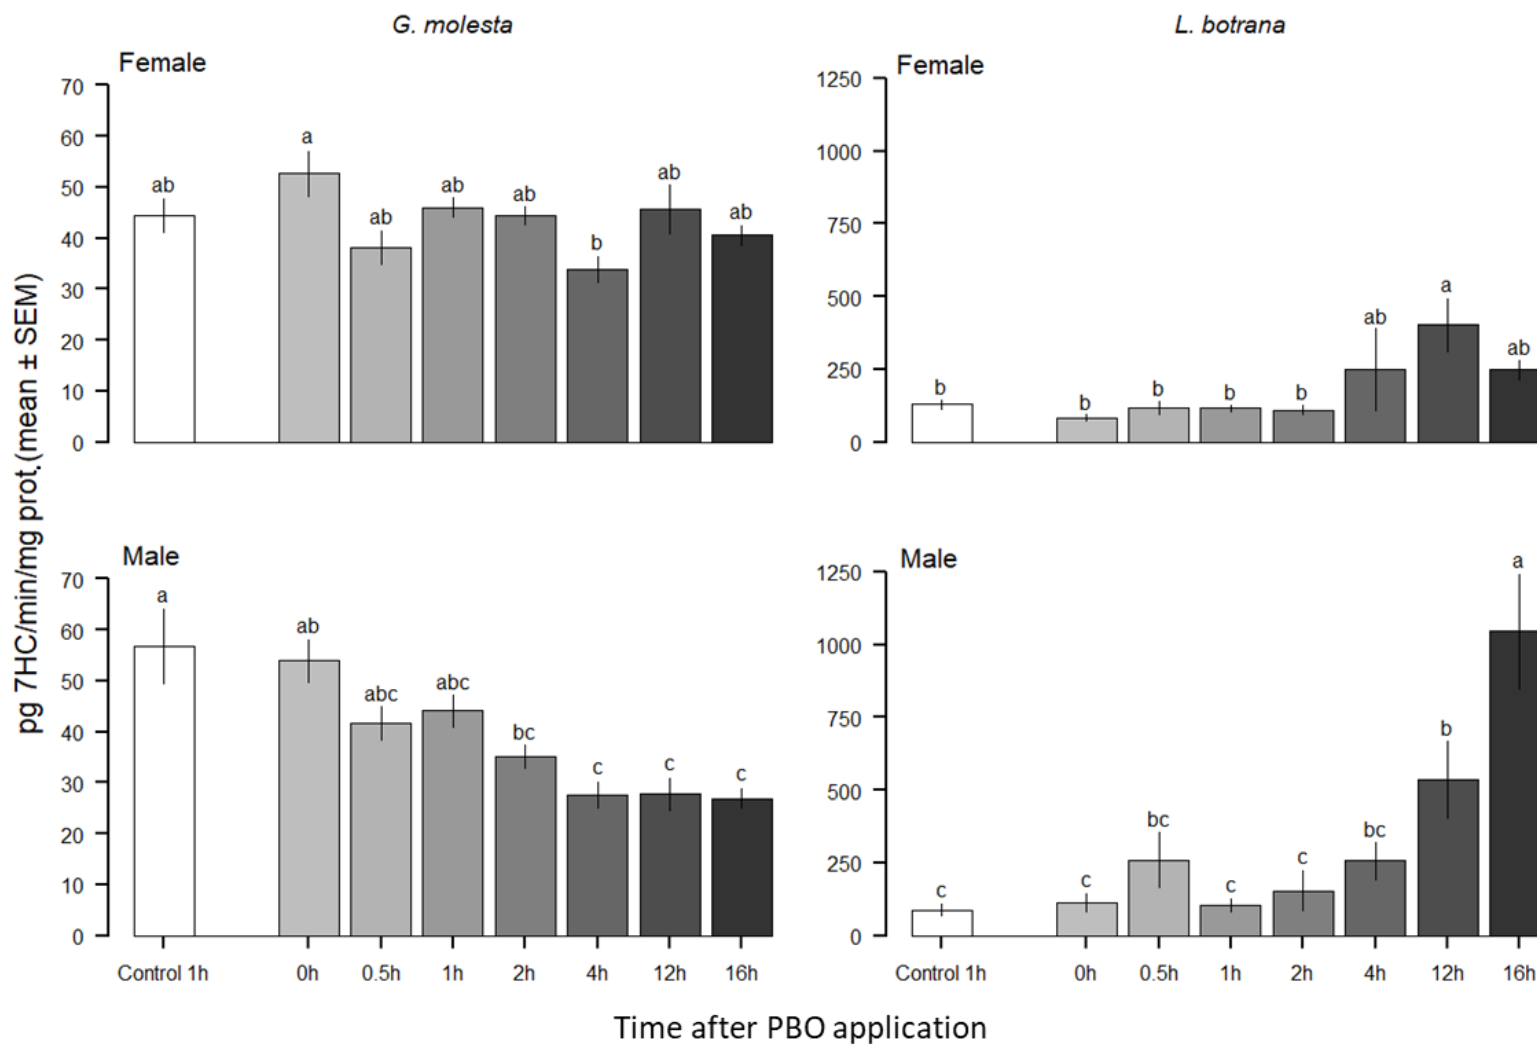 G. molesta
L. botrana
Female
Female
70
60
50
40
30
20
10
0
ab
a
ab
ab
ab
b
ab
ab
1250
1000
750
500
250
0
b
b
b
b
b
ab
a
ab
pg 7HC/min/mg prot. (mean ± SEM)
Male
Male
70
60
50
40
30
20
10
0
a
ab
abc
abc
bc
c
c
c
1250
1000
750
500
250
0
c
c
bc
c
c
bc
b
a
Control 1h 0h 0.5h 1h 2h 4h 12h 16h
Control 1h 0h 0.5h 1h 2h 4h 12h 16h
Time after PBO application